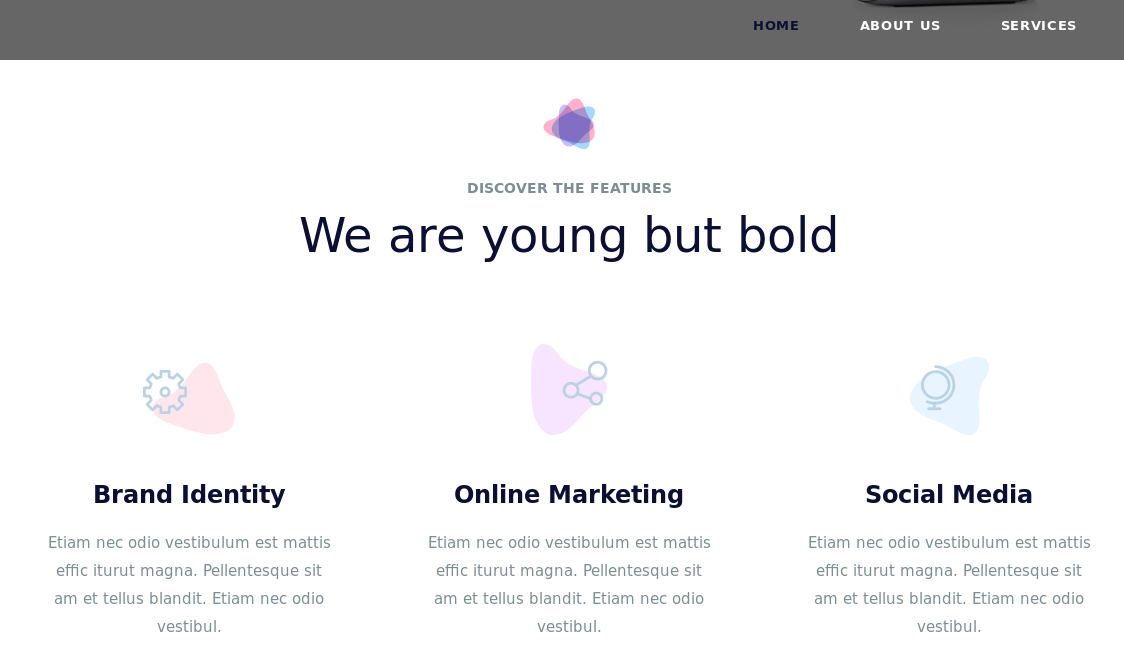 HOME ABOUT US SERVICES
DISCOVER THE FEATURES
We are young but bold
Brand Identity
Etiam nec odio vestibulum est mattis
effic iturut magna. Pellentesque sit
am et tellus blandit. Etiam nec odio
vestibul.
Online Marketing
Etiam nec odio vestibulum est mattis
effic iturut magna. Pellentesque sit
am et tellus blandit. Etiam nec odio
vestibul.
Social Media
Etiam nec odio vestibulum est mattis
effic iturut magna. Pellentesque sit
am et tellus blandit. Etiam nec odio
vestibul.